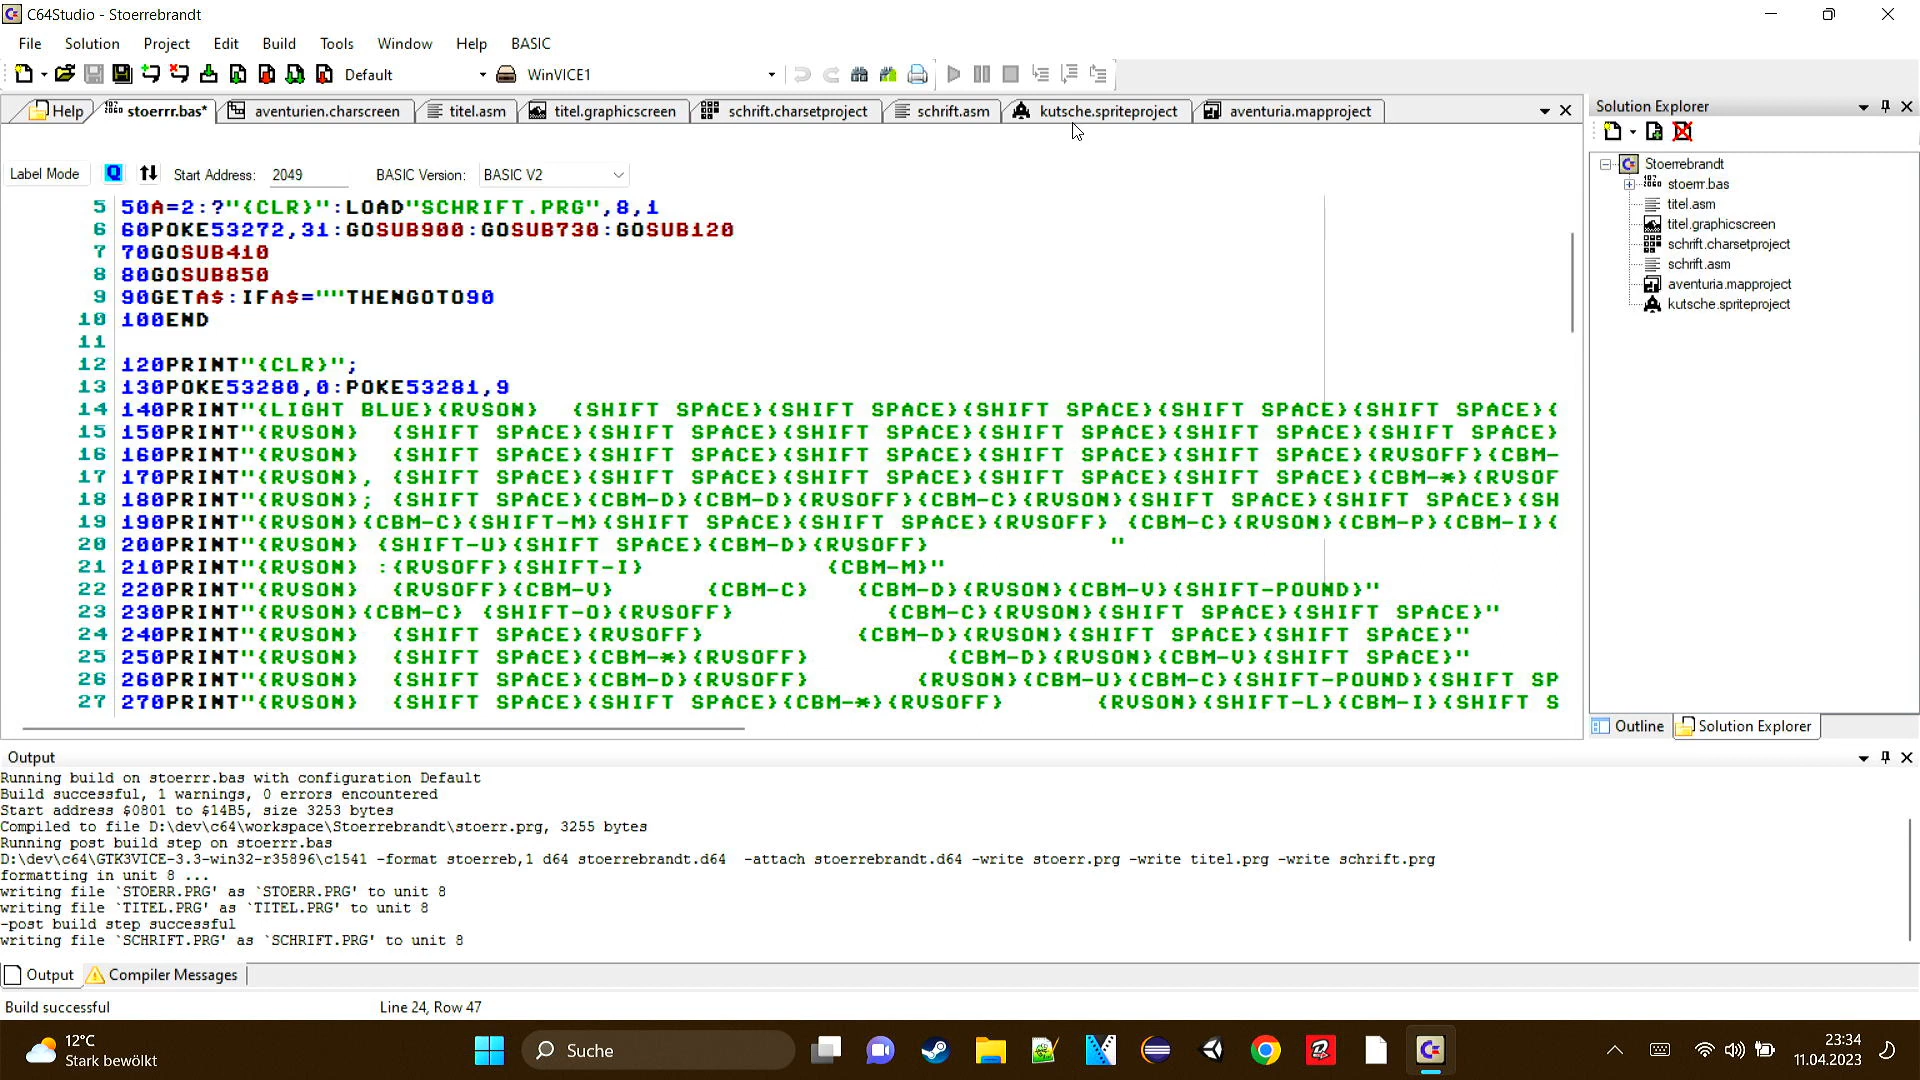 C64Studio - Stoerrebrandt
File Solution Project Edit Build Tools Window Help BASIC
Default WinVICE1
Help stoerrr.bas* aventurien.charscreen titel.asm titel.graphicscreen schrift.charsetproject schrift.asm kutsche.spriteproject aventuria.mapproject
Label Mode Q Start Address: 2049 BASIC Version: BASIC V2
5 50A=2:?"{CLR}":LOAD"SCHRIFT.PRG",8,1
6 60POKE53272,31:GOSUB900:GOSUB730:GOSUB120
7 70GOSUB410
8 80GOSUB850
9 90GETA$:IFA$=""THENGOTO90
10 100END
11
12 120PRINT"{CLR}";
13 130POKE53280,0:POKE53281,9
14 140PRINT"{LIGHT BLUE}{RVSON}  {SHIFT SPACE}{SHIFT SPACE}{SHIFT SPACE}{SHIFT SPACE}{SHIFT SPACE}{
15 150PRINT"{RVSON}  {SHIFT SPACE}{SHIFT SPACE}{SHIFT SPACE}{SHIFT SPACE}{SHIFT SPACE}{SHIFT SPACE}
16 160PRINT"{RVSON}  {SHIFT SPACE}{SHIFT SPACE}{SHIFT SPACE}{SHIFT SPACE}{SHIFT SPACE}{RVSOFF}{CBM-
17 170PRINT"{RVSON}, {SHIFT SPACE}{SHIFT SPACE}{SHIFT SPACE}{SHIFT SPACE}{SHIFT SPACE}{CBM-*}{RVSOF
18 180PRINT"{RVSON}; {SHIFT SPACE}{CBM-D}{CBM-D}{RVSOFF}{CBM-C}{RVSON}{SHIFT SPACE}{SHIFT SPACE}{SH
19 190PRINT"{RVSON}{CBM-C}{SHIFT-M}{SHIFT SPACE}{SHIFT SPACE}{RVSOFF} {CBM-C}{RVSON}{CBM-P}{CBM-I}{
20 200PRINT"{RVSON} {SHIFT-U}{SHIFT SPACE}{CBM-D}{RVSOFF}            "
21 210PRINT"{RVSON} :{RVSOFF}{SHIFT-I}            {CBM-M}"
22 220PRINT"{RVSON}  {RVSOFF}{CBM-V}      {CBM-C}   {CBM-D}{RVSON}{CBM-V}{SHIFT-POUND}"
23 230PRINT"{RVSON}{CBM-C} {SHIFT-O}{RVSOFF}          {CBM-C}{RVSON}{SHIFT SPACE}{SHIFT SPACE}"
24 240PRINT"{RVSON}  {SHIFT SPACE}{RVSOFF}          {CBM-D}{RVSON}{SHIFT SPACE}{SHIFT SPACE}"
25 250PRINT"{RVSON}  {SHIFT SPACE}{CBM-*}{RVSOFF}         {CBM-D}{RVSON}{CBM-V}{SHIFT SPACE}"
26 260PRINT"{RVSON}  {SHIFT SPACE}{CBM-D}{RVSOFF}       {RVSON}{CBM-U}{CBM-C}{SHIFT-POUND}{SHIFT SP
27 270PRINT"{RVSON}  {SHIFT SPACE}{SHIFT SPACE}{CBM-*}{RVSOFF}      {RVSON}{SHIFT-L}{CBM-I}{SHIFT S
Solution Explorer
Stoerrebrandt
stoerrr.bas
titel.asm
titel.graphicscreen
schrift.charsetproject
schrift.asm
aventuria.mapproject
kutsche.spriteproject
Outline Solution Explorer
Output
Running build on stoerrr.bas with configuration Default
Build successful, 1 warnings, 0 errors encountered
Start address $0801 to $14B5, size 3253 bytes
Compiled to file D:\dev\c64\workspace\Stoerrebrandt\stoerr.prg, 3255 bytes
Running post build step on stoerrr.bas
D:\dev\c64\GTK3VICE-3.3-win32-r35896\c1541 -format stoerreb,1 d64 stoerrebrandt.d64  -attach stoerrebrandt.d64 -write stoerr.prg -write titel.prg -write schrift.prg
formatting in unit 8 ...
writing file `STOERR.PRG' as `STOERR.PRG' to unit 8
writing file `TITEL.PRG' as `TITEL.PRG' to unit 8
-post build step successful
writing file `SCHRIFT.PRG' as `SCHRIFT.PRG' to unit 8
Output Compiler Messages
Build successful Line 24, Row 47
12°C
Stark bewölkt
Suche
23:34
11.04.2023